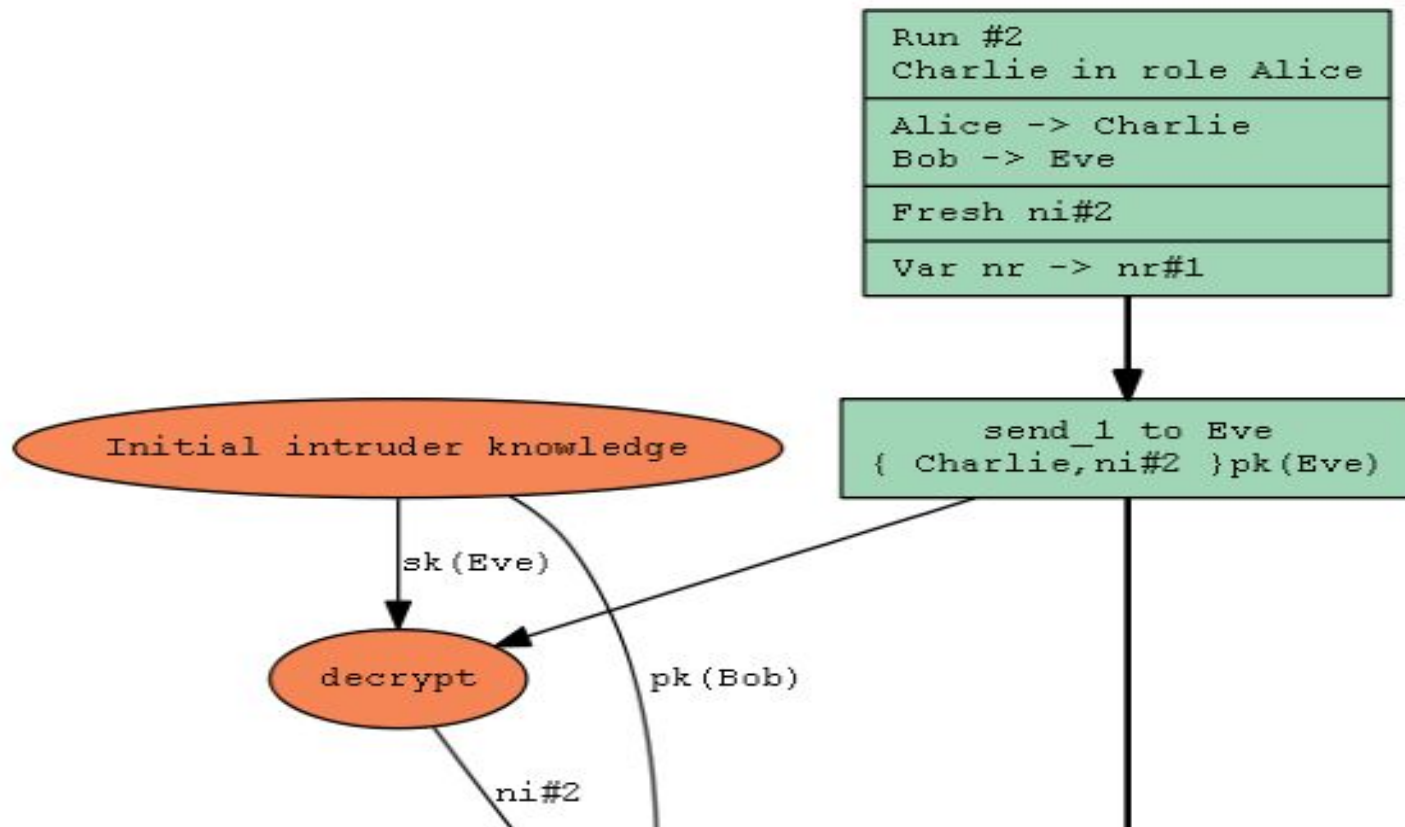 Run #2
Charlie in role Alice
Alice -> Charlie
Bob -> Eve
Fresh ni#2
Var nr -> nr#1
Initial intruder knowledge
send_1 to Eve
{ Charlie,ni#2 }pk(Eve)
sk(Eve)
decrypt
pk(Bob)
ni#2